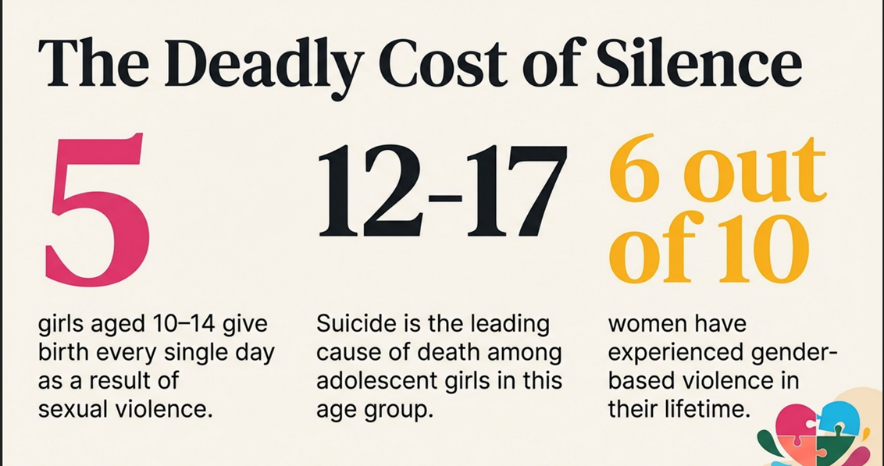 The Deadly Cost of Silence
5
girls aged 10–14 give
birth every single day
as a result of
sexual violence.
12–17
Suicide is the leading
cause of death among
adolescent girls in this
age group.
6 out
of 10
women have
experienced gender-
based violence in
their lifetime.